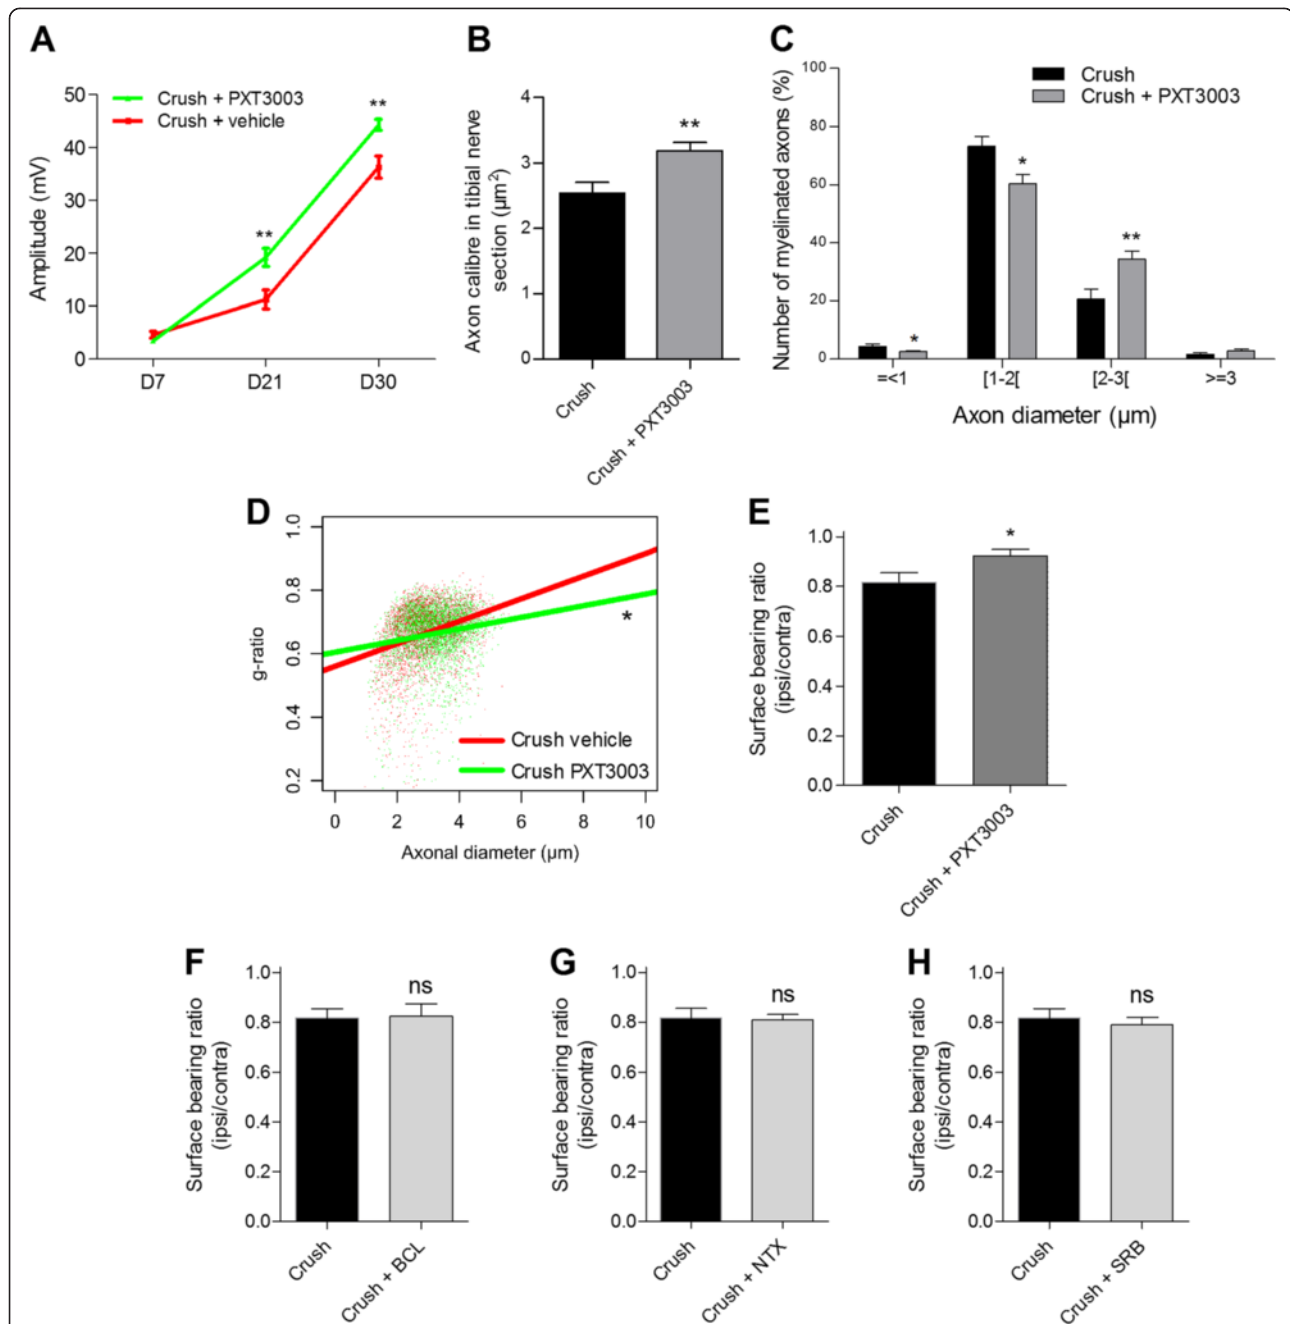 A
Crush + PXT3003
Crush + vehicle
Amplitude (mV)
50
40
30
20
10
0
**
**
D7 D21 D30
B
Axon calibre in tibial nerve
section (µm²)
4
3
2
1
0
**
Crush
Crush + PXT3003
C
Number of myelinated axons (%)
100
80
60
40
20
0
Crush
Crush + PXT3003
*
*
**
=<1 [1-2[ [2-3[ >=3
Axon diameter (µm)
D
g-ratio
1.0
0.8
0.6
0.4
0.2
*
Crush vehicle
Crush PXT3003
0 2 4 6 8 10
Axonal diameter (µm)
E
Surface bearing ratio
(ipsi/contra)
1.0
0.8
0.6
0.4
0.2
0.0
*
Crush
Crush + PXT3003
F
Surface bearing ratio
(ipsi/contra)
1.0
0.8
0.6
0.4
0.2
0.0
ns
Crush
Crush + BCL
G
Surface bearing ratio
(ipsi/contra)
1.0
0.8
0.6
0.4
0.2
0.0
ns
Crush
Crush + NTX
H
Surface bearing ratio
(ipsi/contra)
1.0
0.8
0.6
0.4
0.2
0.0
ns
Crush
Crush + SRB